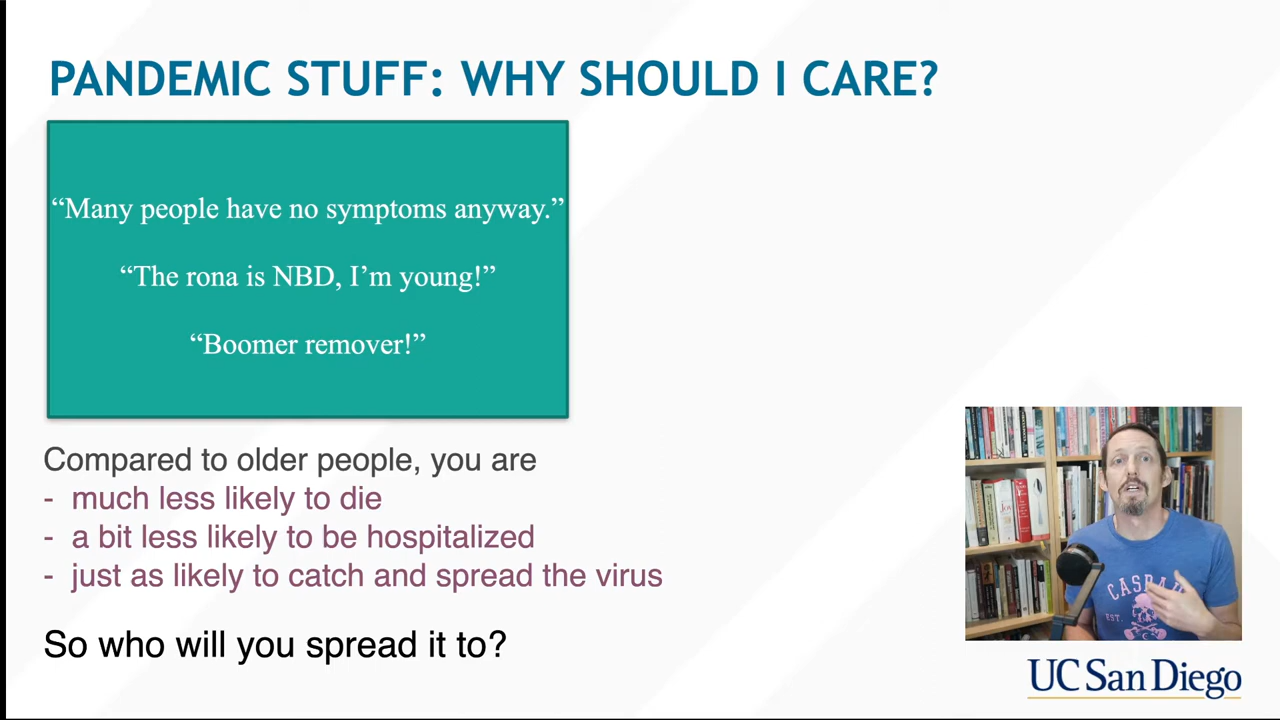 PANDEMIC STUFF: WHY SHOULD I CARE?
“Many people have no symptoms anyway.”
“The rona is NBD, I’m young!”
“Boomer remover!”
Compared to older people, you are
- much less likely to die
- a bit less likely to be hospitalized
- just as likely to catch and spread the virus
So who will you spread it to?
CASBAH
EST.
UC San Diego